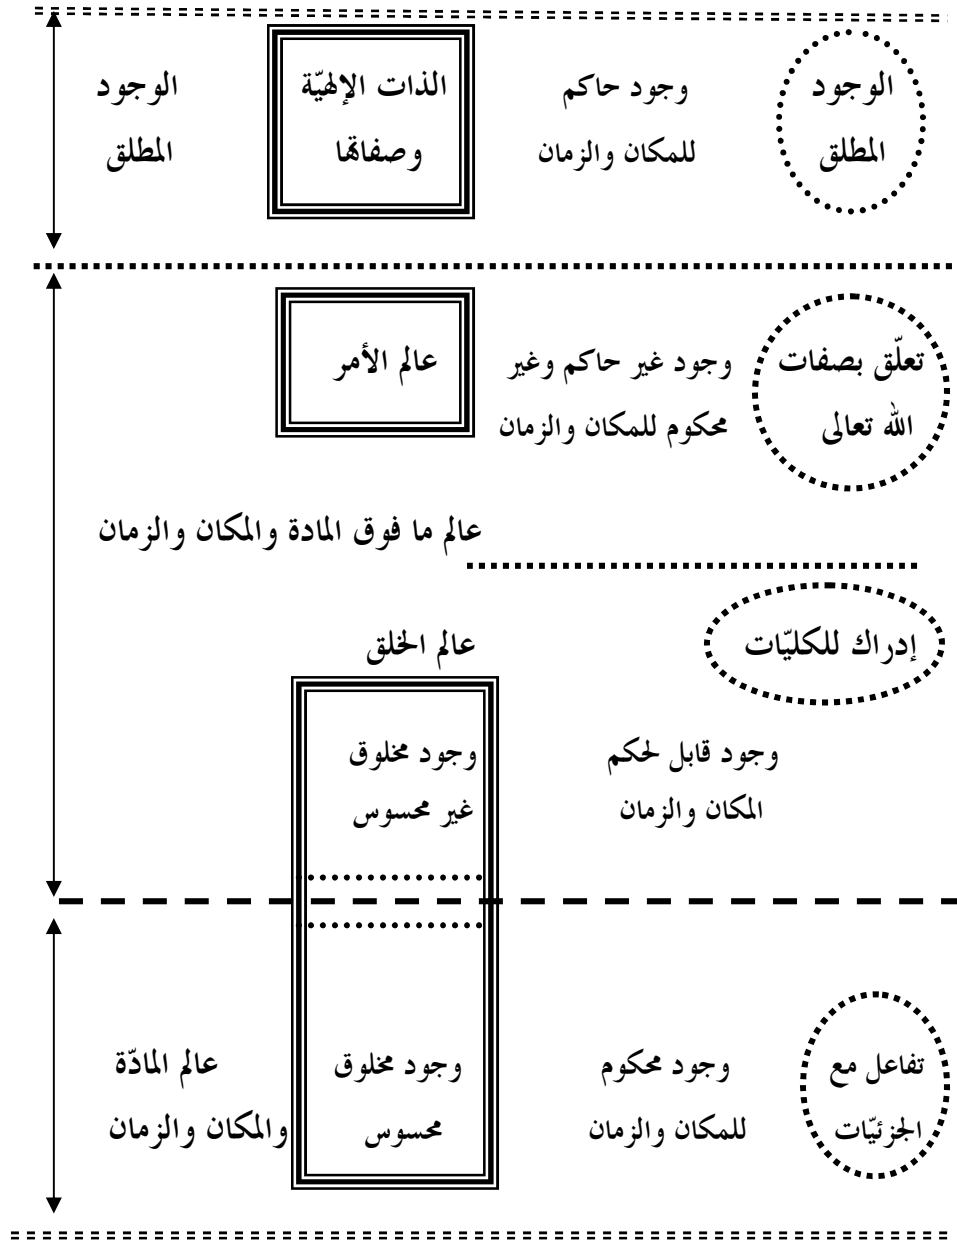 الوجود
المطلق
وجود حاكم
للمكان والزمان
الذات الإلهيّة
وصفاتها
الوجود
المطلق
تعلّق بصفات
الله تعالى
وجود غير حاكم وغير
محكوم للمكان والزمان
عالم الأمر
عالم ما فوق المادة والمكان والزمان
إدراك للكليّات
عالم الخلق
وجود قابل لحكم
المكان والزمان
وجود مخلوق
غير محسوس
تفاعل مع
الجزئيّات
وجود محكوم
للمكان والزمان
وجود مخلوق
محسوس
عالم المادّة
والمكان والزمان